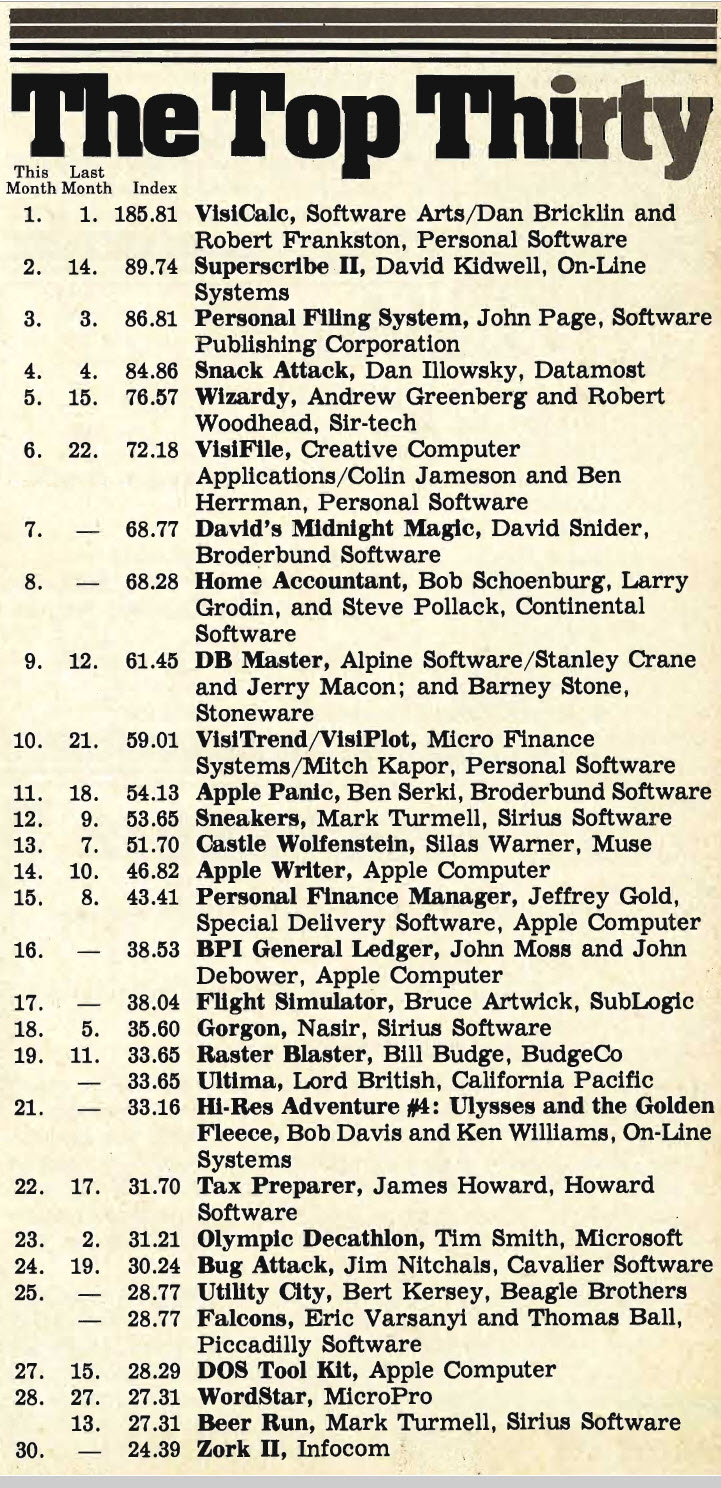 The Top Thirty
This Last
Month Month Index
1. 1. 185.81 VisiCalc, Software Arts/Dan Bricklin and
Robert Frankston, Personal Software
2. 14. 89.74 Superscribe II, David Kidwell, On-Line
Systems
3. 3. 86.81 Personal Filing System, John Page, Software
Publishing Corporation
4. 4. 84.86 Snack Attack, Dan Illowsky, Datamost
5. 15. 76.57 Wizardy, Andrew Greenberg and Robert
Woodhead, Sir-tech
6. 22. 72.18 VisiFile, Creative Computer
Applications/Colin Jameson and Ben
Herrman, Personal Software
7. — 68.77 David's Midnight Magic, David Snider,
Broderbund Software
8. — 68.28 Home Accountant, Bob Schoenburg, Larry
Grodin, and Steve Pollack, Continental
Software
9. 12. 61.45 DB Master, Alpine Software/Stanley Crane
and Jerry Macon; and Barney Stone,
Stoneware
10. 21. 59.01 VisiTrend/VisiPlot, Micro Finance
Systems/Mitch Kapor, Personal Software
11. 18. 54.13 Apple Panic, Ben Serki, Broderbund Software
12. 9. 53.65 Sneakers, Mark Turmell, Sirius Software
13. 7. 51.70 Castle Wolfenstein, Silas Warner, Muse
14. 10. 46.82 Apple Writer, Apple Computer
15. 8. 43.41 Personal Finance Manager, Jeffrey Gold,
Special Delivery Software, Apple Computer
16. — 38.53 BPI General Ledger, John Moss and John
Debower, Apple Computer
17. — 38.04 Flight Simulator, Bruce Artwick, SubLogic
18. 5. 35.60 Gorgon, Nasir, Sirius Software
19. 11. 33.65 Raster Blaster, Bill Budge, BudgeCo
— 33.65 Ultima, Lord British, California Pacific
21. — 33.16 Hi-Res Adventure #4: Ulysses and the Golden
Fleece, Bob Davis and Ken Williams, On-Line
Systems
22. 17. 31.70 Tax Preparer, James Howard, Howard
Software
23. 2. 31.21 Olympic Decathlon, Tim Smith, Microsoft
24. 19. 30.24 Bug Attack, Jim Nitchals, Cavalier Software
25. — 28.77 Utility City, Bert Kersey, Beagle Brothers
— 28.77 Falcons, Eric Varsanyi and Thomas Ball,
Piccadilly Software
27. 15. 28.29 DOS Tool Kit, Apple Computer
28. 27. 27.31 WordStar, MicroPro
13. 27.31 Beer Run, Mark Turmell, Sirius Software
30. — 24.39 Zork II, Infocom